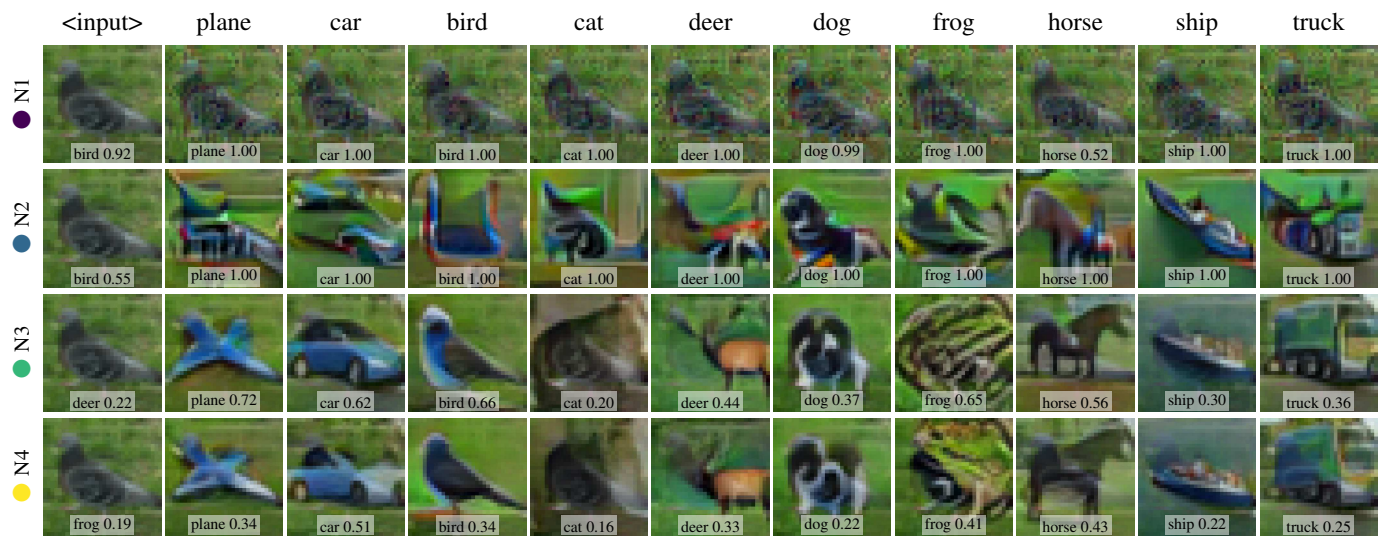 <input> plane car bird cat deer dog frog horse ship truck
N1
bird 0.92 plane 1.00 car 1.00 bird 1.00 cat 1.00 deer 1.00 dog 0.99 frog 1.00 horse 0.52 ship 1.00 truck 1.00
N2
bird 0.55 plane 1.00 car 1.00 bird 1.00 cat 1.00 deer 1.00 dog 1.00 frog 1.00 horse 1.00 ship 1.00 truck 1.00
N3
deer 0.22 plane 0.72 car 0.62 bird 0.66 cat 0.20 deer 0.44 dog 0.37 frog 0.65 horse 0.56 ship 0.30 truck 0.36
N4
frog 0.19 plane 0.34 car 0.51 bird 0.34 cat 0.16 deer 0.33 dog 0.22 frog 0.41 horse 0.43 ship 0.22 truck 0.25